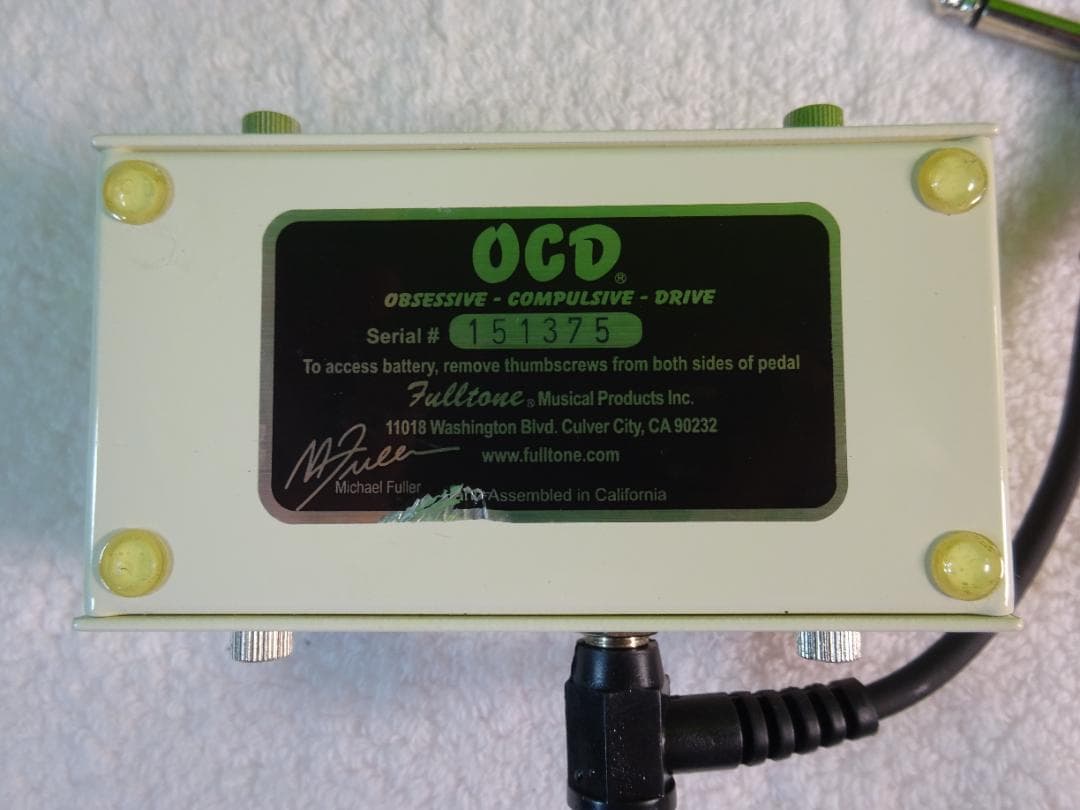 OCD®
OBSESSIVE - COMPULSIVE - DRIVE
Serial # 151375
To access battery, remove thumbscrews from both sides of pedal
Fulltone® Musical Products Inc.
11018 Washington Blvd. Culver City, CA 90232
www.fulltone.com
MFuller
Michael Fuller
Assembled in California